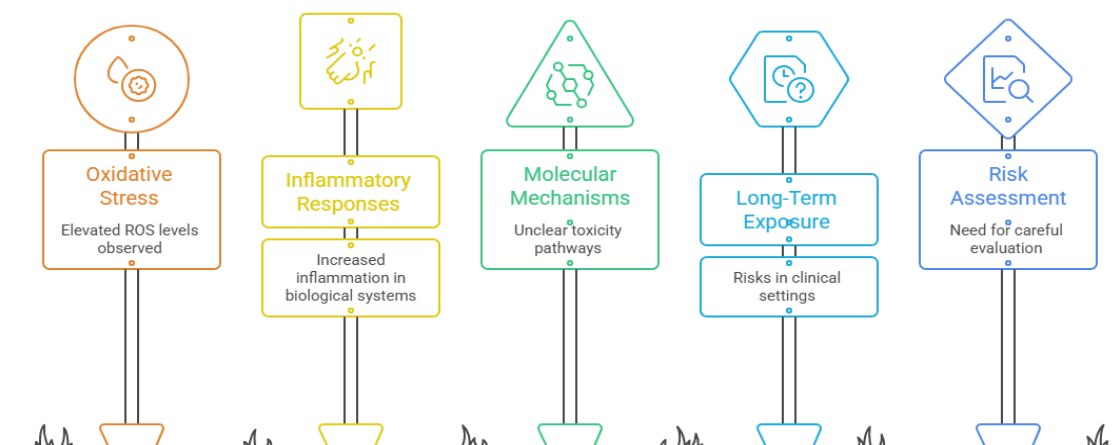 Oxidative
Stress
Elevated ROS levels
observed
Inflammatory
Responses
Increased
inflammation in
biological systems
Molecular
Mechanisms
Unclear toxicity
pathways
Long-Term
Exposure
Risks in clinical
settings
Risk
Assessment
Need for careful
evaluation